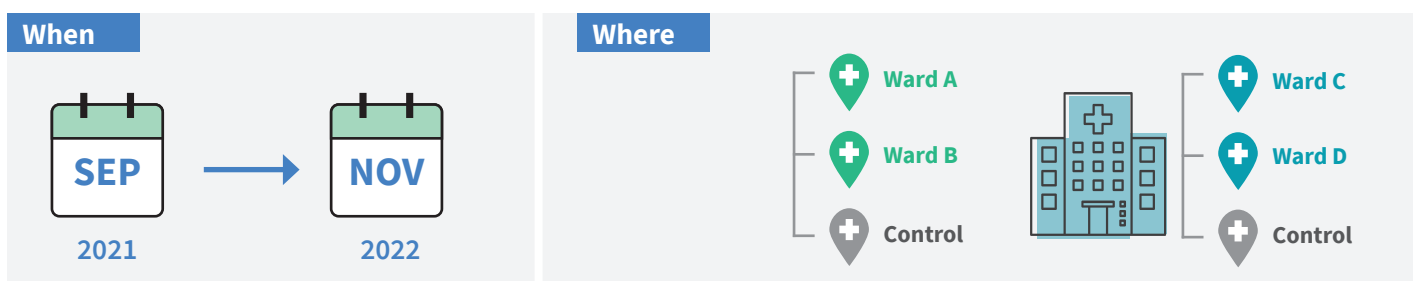 When
SEP
2021
NOV
2022
Where
Ward A
Ward B
Control
Ward C
Ward D
Control